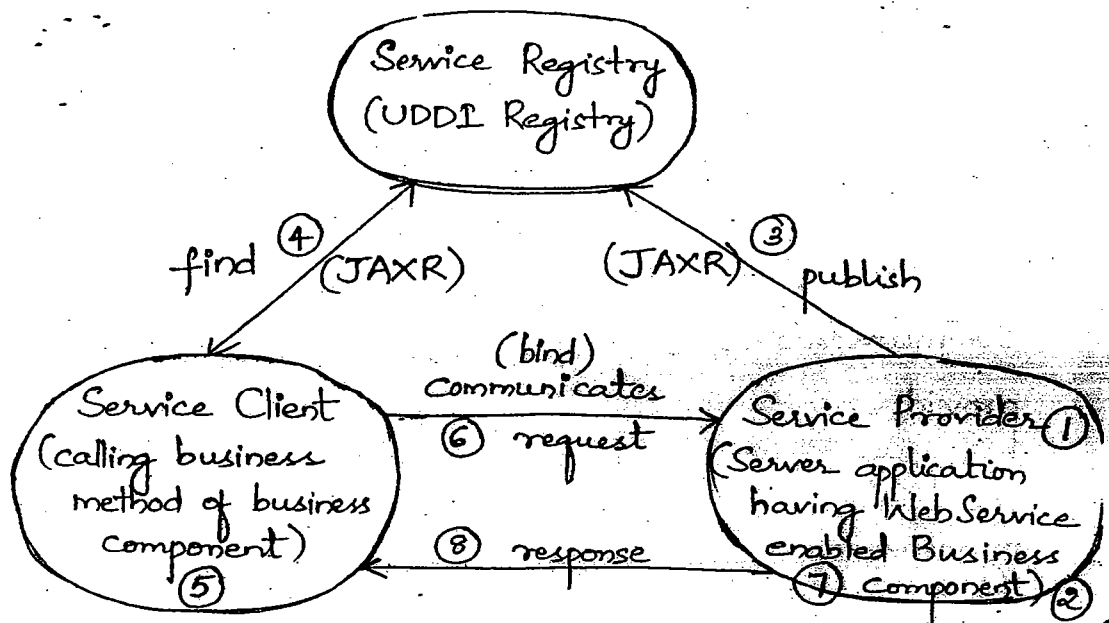 Service Registry
(UDDI Registry)
④
③
find
(JAXR)
(JAXR)
publish
(bind)
communicates
⑥ request
⑧ response
Service Client
(calling business
method of business
component)
⑤
Service Provider ①
(Server application
having WebService
enabled Business
⑦ component) ②